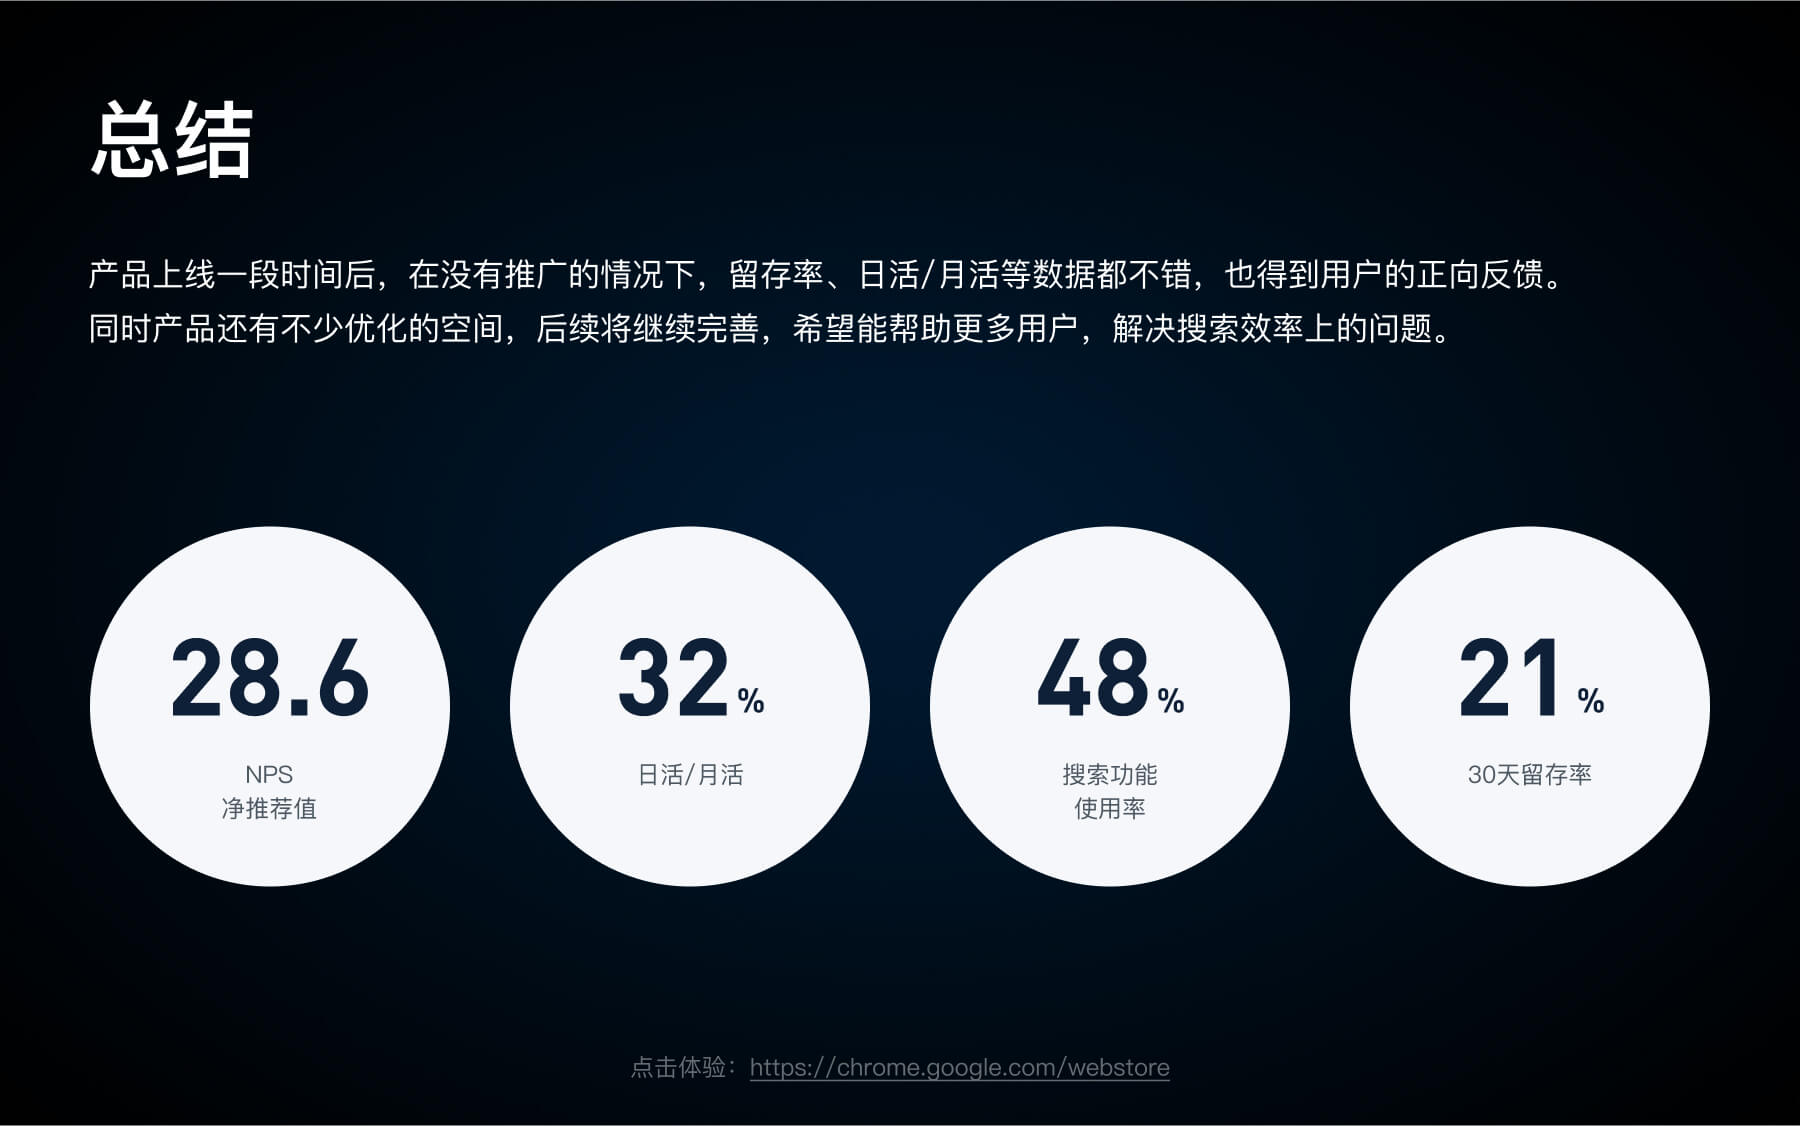 总结
产品上线一段时间后，在没有推广的情况下，留存率、日活/月活等数据都不错，也得到用户的正向反馈。
同时产品还有不少优化的空间，后续将继续完善，希望能帮助更多用户，解决搜索效率上的问题。
28.6
NPS
净推荐值
32%
日活/月活
48%
搜索功能
使用率
21%
30天留存率
点击体验：https://chrome.google.com/webstore